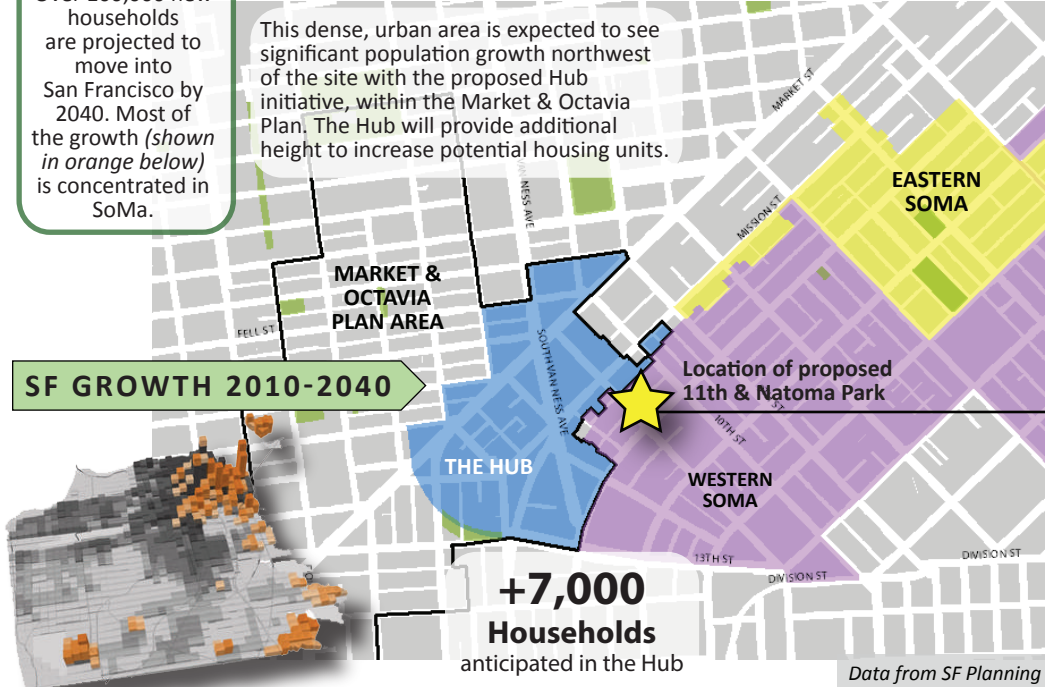 households
are projected to
move into
San Francisco by
2040. Most of
the growth (shown
in orange below)
is concentrated in
SoMa.
This dense, urban area is expected to see
significant population growth northwest
of the site with the proposed Hub
initiative, within the Market & Octavia
Plan. The Hub will provide additional
height to increase potential housing units.
MARKET ST
VAN NESS AVE
EASTERN
SOMA
MISSION ST
MARKET &
OCTAVIA
PLAN AREA
FELL ST
SOUTH VAN NESS AVE
SF GROWTH 2010-2040
Location of proposed
11th & Natoma Park
ST
10TH ST
THE HUB
WESTERN
SOMA
13TH ST
DIVISION ST
DIVISION ST
+7,000
Households
anticipated in the Hub
Data from SF Planning